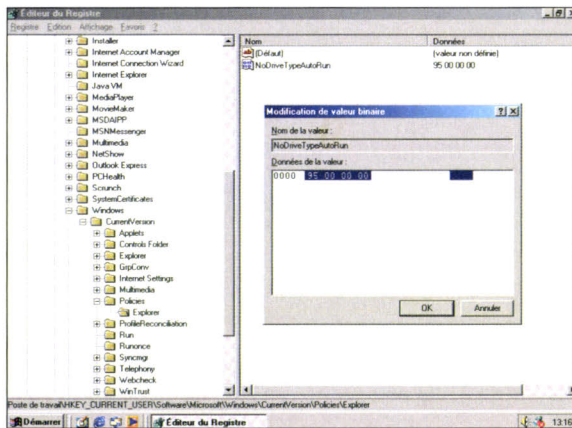 Éditeur du Registre
Registre Edition Affichage Favoris ?
Installer
Internet Account Manager
Internet Connection Wizard
Internet Explorer
Java VM
MediaPlayer
MovieMaker
MSDAIPP
MSNMessenger
Multimedia
NetShow
Outlook Express
PCHealth
Scrunch
SystemCertificates
Windows
CurrentVersion
Applets
Controls Folder
Explorer
GrpConv
Internet Settings
Multimedia
Policies
Explorer
ProfileReconciliation
Run
Runonce
Syncmgr
Telephony
Webcheck
WinTrust
Nom Données
(Défaut) (valeur non définie)
NoDriveTypeAutoRun 95 00 00 00
Modification de valeur binaire
Nom de la valeur :
NoDriveTypeAutoRun
Données de la valeur :
0000 95 00 00 00
OK Annuler
Poste de travail\HKEY_CURRENT_USER\Software\Microsoft\Windows\CurrentVersion\Policies\Explorer
Démarrer Éditeur du Registre 13:16